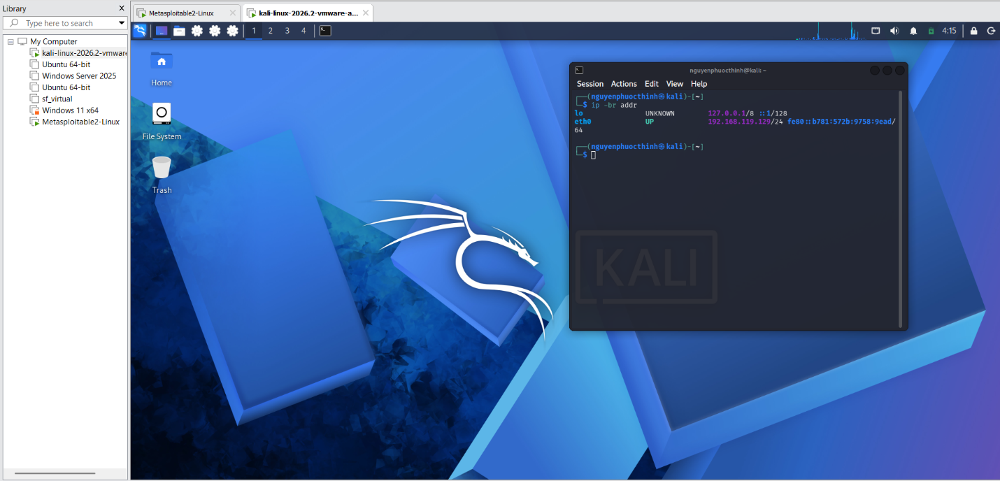 Library
Type here to search
My Computer
kali-linux-2026.2-vmware
Ubuntu 64-bit
Windows Server 2025
Ubuntu 64-bit
sf_virtual
Windows 11 x64
Metasploitable2-Linux
Metasploitable2-Linux
kali-linux-2026.2-vmware-a...
1 2 3 4
4:15
Home
File System
Trash
nguyenphuocthinh@kali: ~
Session Actions Edit View Help
┌──(nguyenphuocthinh㉿kali)-[~]
└─$ ip -br addr
lo UNKNOWN 127.0.0.1/8 ::1/128
eth0 UP 192.168.119.129/24 fe80::b781:572b:9758:9ead/
64
┌──(nguyenphuocthinh㉿kali)-[~]
└─$
KALI